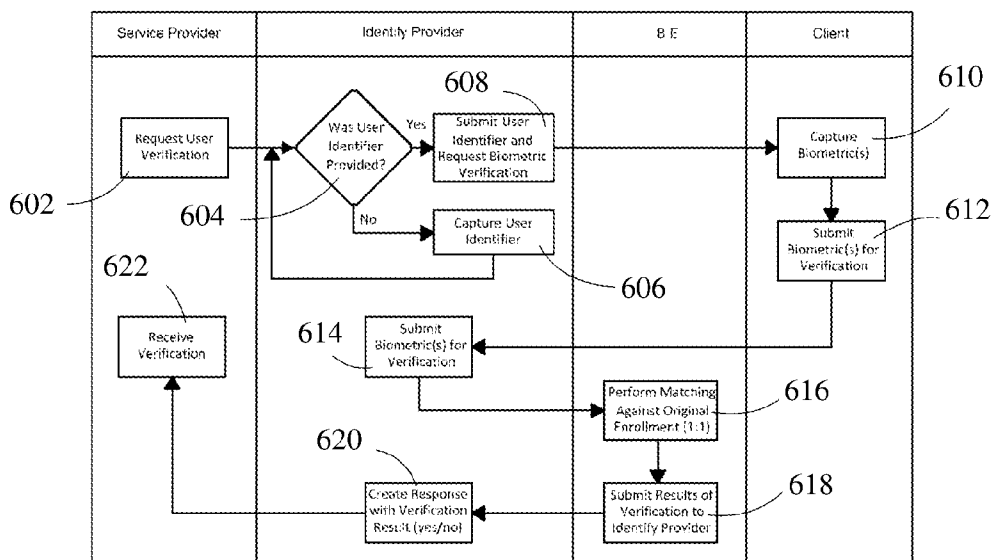 Service Provider
Identify Provider
B E
Client
608
610
Request User
Verification
Was User
Identifier
Provided?
Yes
Submit User
Identifier and
Request Biometric
Verification
Capture
Biometric(s)
602
604
No
Capture User
Identifier
612
Submit
Biometric(s) for
Verification
622
606
Receive
Verification
614
Submit
Biometric(s) for
Verification
Perform Matching
Against Original
Enrollment (1:1)
616
620
Create Response
with Verification
Result (yes/no)
Submit Results of
Verification to
Identify Provider
618